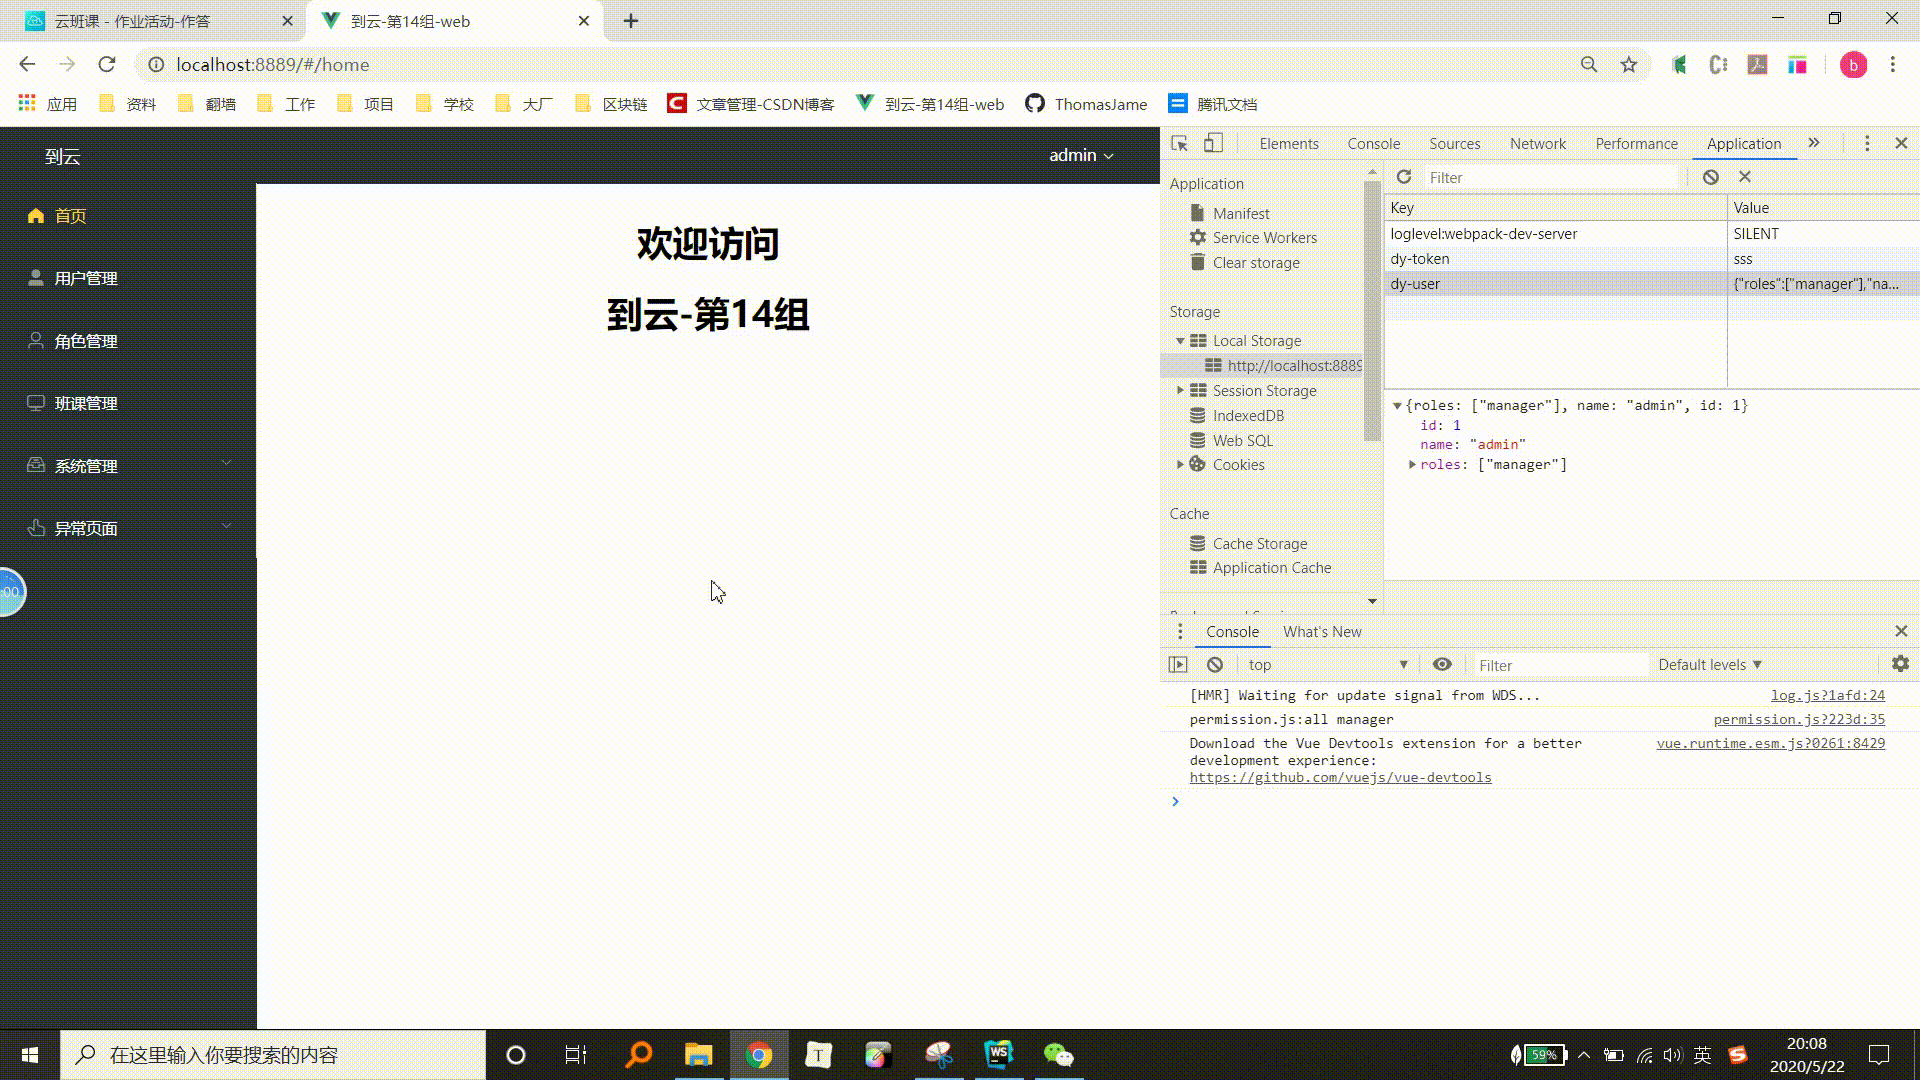 云班课 - 作业活动-作答
到云-第14组-web
localhost:8889/#/home
b
应用
资料
翻墙
工作
项目
学校
大厂
区块链
文章管理-CSDN博客
到云-第14组-web
ThomasJame
腾讯文档
到云
admin
首页
用户管理
角色管理
班课管理
系统管理
异常页面
:00
欢迎访问
到云-第14组
Elements
Console
Sources
Network
Performance
Application
Application
Manifest
Service Workers
Clear storage
Storage
Local Storage
http://localhost:8889
Session Storage
IndexedDB
Web SQL
Cookies
Cache
Cache Storage
Application Cache
Filter
Key Value
loglevel:webpack-dev-server SILENT
dy-token sss
dy-user {"roles":["manager"],"na...
{roles: ["manager"], name: "admin", id: 1}
id: 1
name: "admin"
roles: ["manager"]
Console
What's New
top
Filter
Default levels
[HMR] Waiting for update signal from WDS... log.js?1afd:24
permission.js:all manager permission.js?223d:35
Download the Vue Devtools extension for a better vue.runtime.esm.js?0261:8429
development experience:
https://github.com/vuejs/vue-devtools
在这里输入你要搜索的内容
T
WS
59%
英
S
20:08
2020/5/22